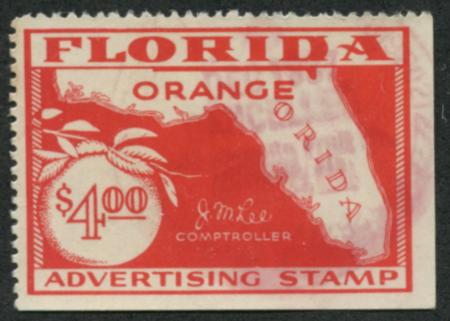 FLORIDA
ORANGE
FLORIDA
$4.00
J M Lee
COMPTROLLER
ADVERTISING STAMP